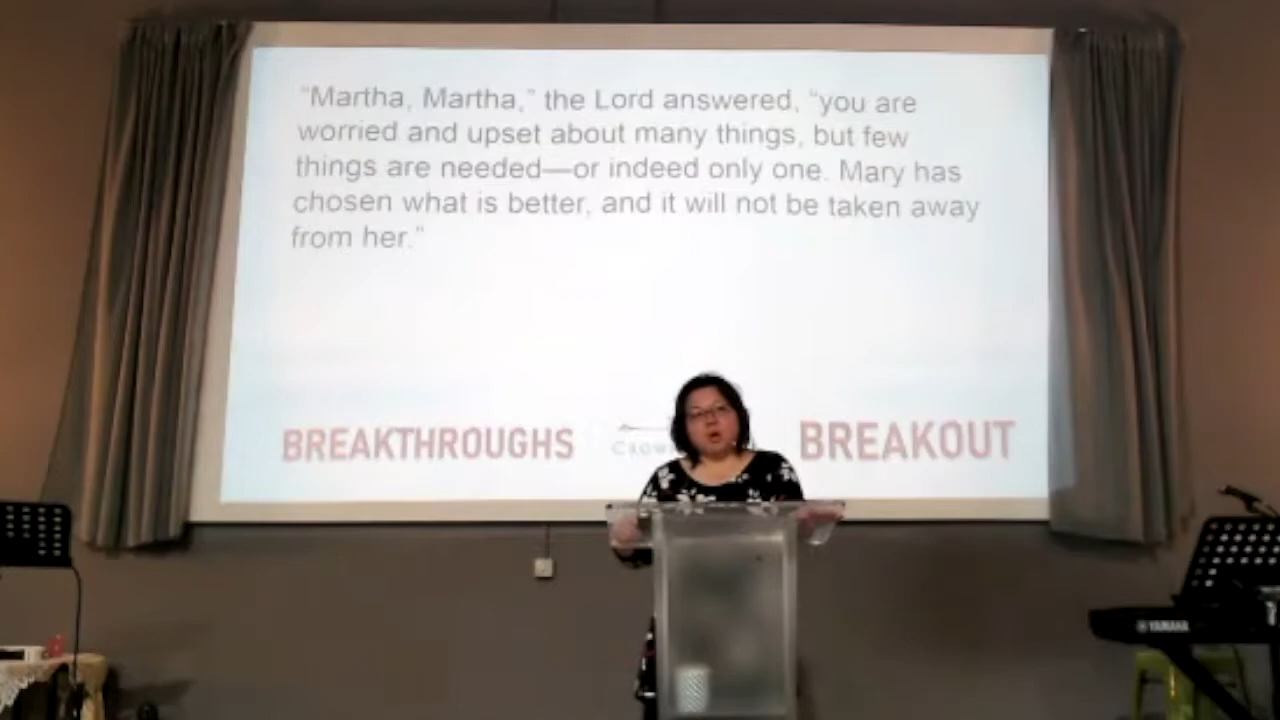 "Martha, Martha," the Lord answered, "you are
worried and upset about many things, but few
things are needed—or indeed only one. Mary has
chosen what is better, and it will not be taken away
from her."
BREAKTHROUGHS
BREAKOUT
YAMAHA